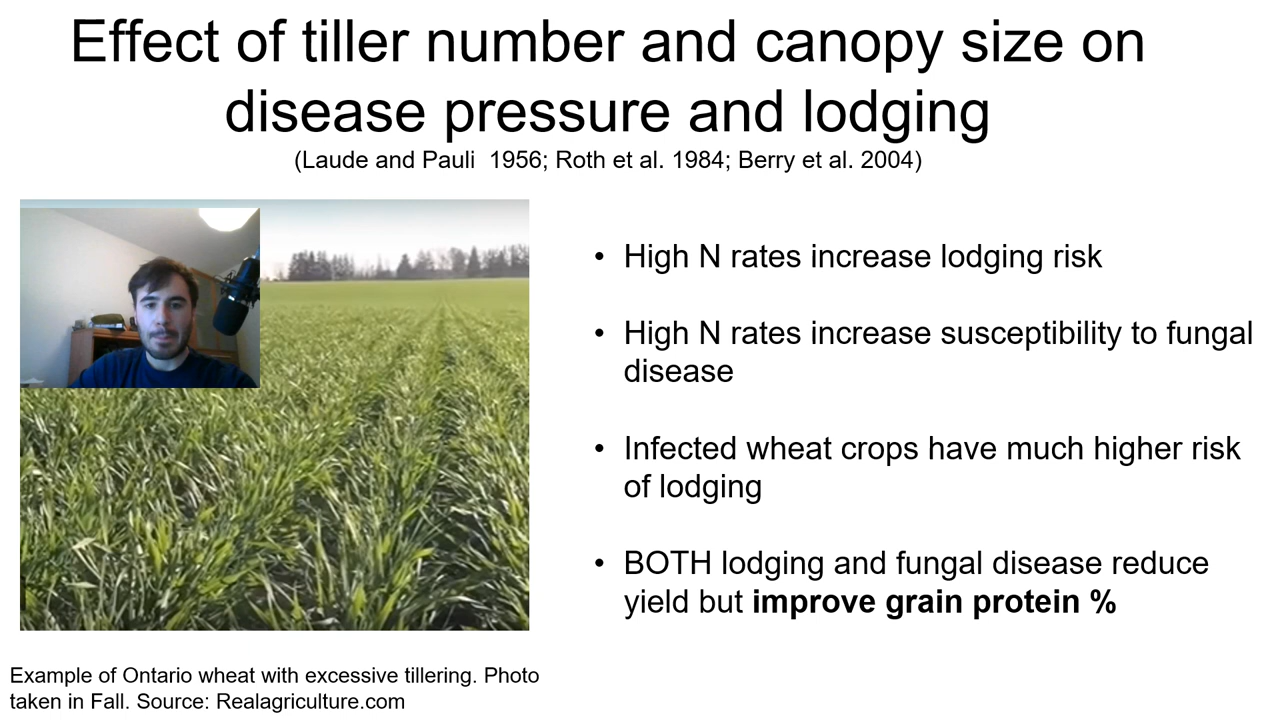 Effect of tiller number and canopy size on
disease pressure and lodging
(Laude and Pauli  1956; Roth et al. 1984; Berry et al. 2004)
• High N rates increase lodging risk
• High N rates increase susceptibility to fungal
disease
• Infected wheat crops have much higher risk
of lodging
• BOTH lodging and fungal disease reduce
yield but improve grain protein %
Example of Ontario wheat with excessive tillering. Photo
taken in Fall. Source: Realagriculture.com